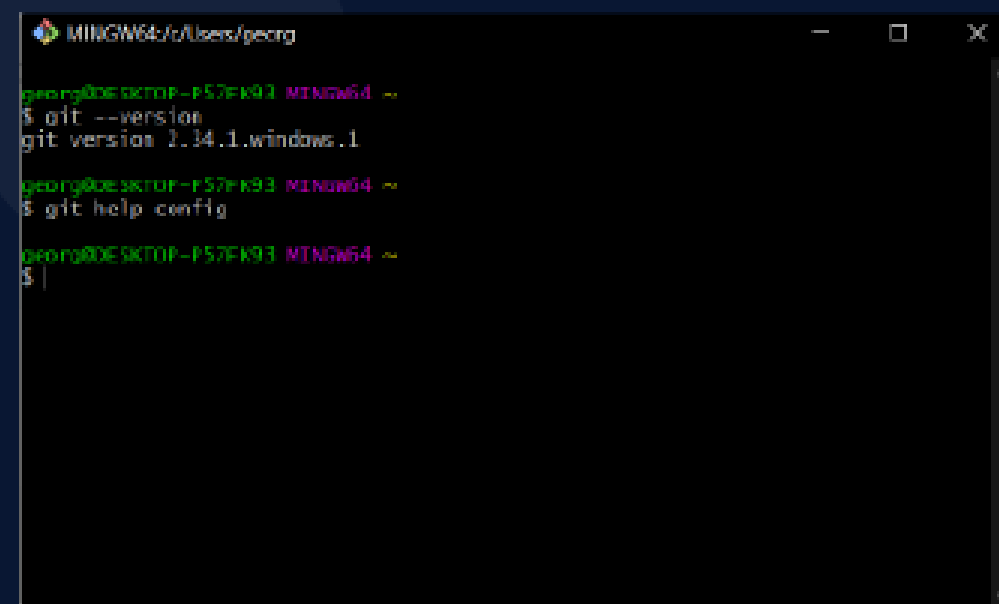 MINGW64:/c/Users/georg
georg@DESKTOP-P57FK93 MINGW64 ~
$ git --version
git version 2.34.1.windows.1
georg@DESKTOP-P57FK93 MINGW64 ~
$ git help config
georg@DESKTOP-P57FK93 MINGW64 ~
$